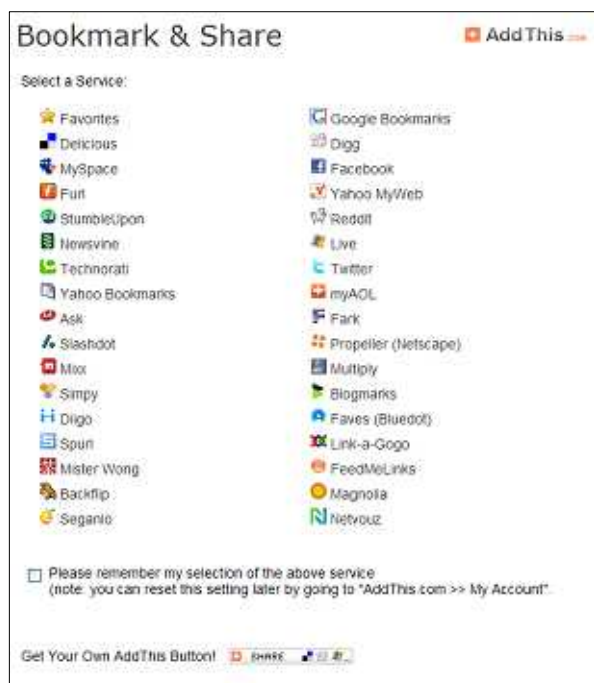 Bookmark & Share
AddThis
Select a Service:
Favorites Google Bookmarks
Delicious Digg
MySpace Facebook
Furl Yahoo MyWeb
StumbleUpon Reddit
Newsvine Live
Technorati Twitter
Yahoo Bookmarks myAOL
Ask Fark
Slashdot Propeller (Netscape)
Mixx Multiply
Simpy Blogmarks
Diigo Faves (Bluedot)
Spurl Link-a-Gogo
Mister Wong FeedMeLinks
Backflip Magnolia
Segnalo Netvouz
Please remember my selection of the above service
(note: you can reset this setting later by going to "AddThis.com >> My Account".
Get Your Own AddThis Button! SHARE